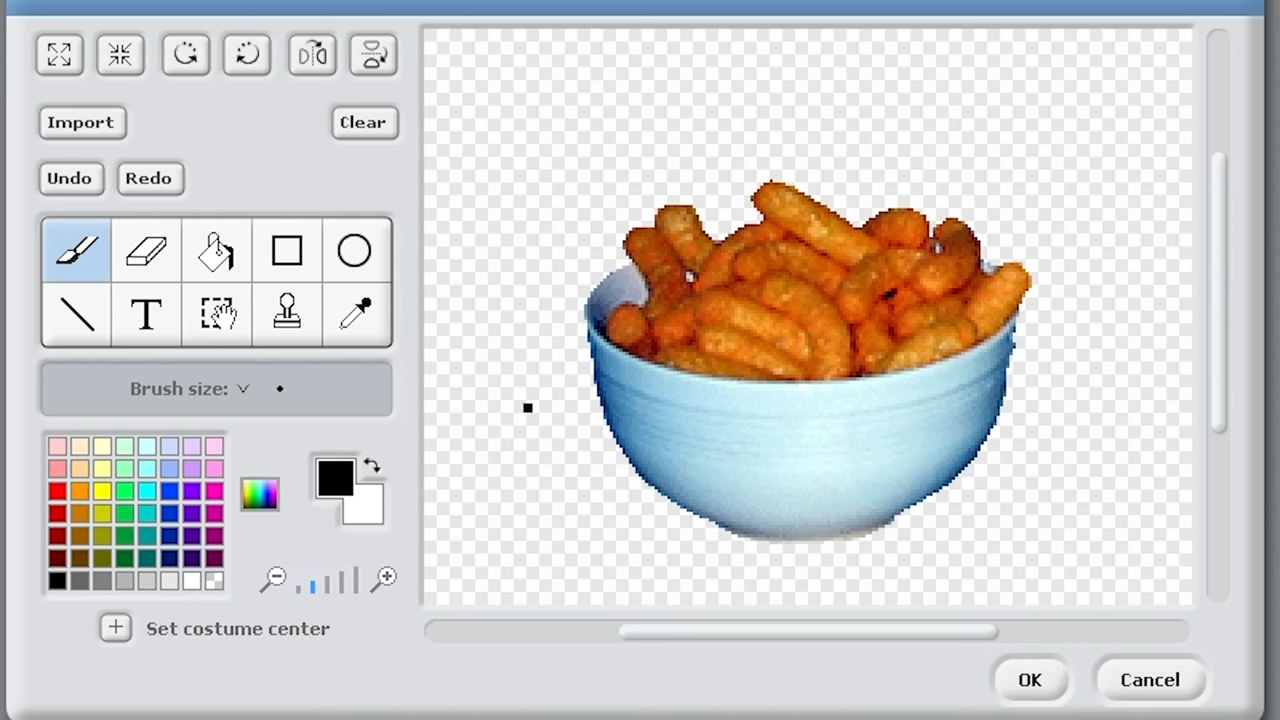 Import
Clear
Undo
Redo
T
Brush size:
Set costume center
OK
Cancel